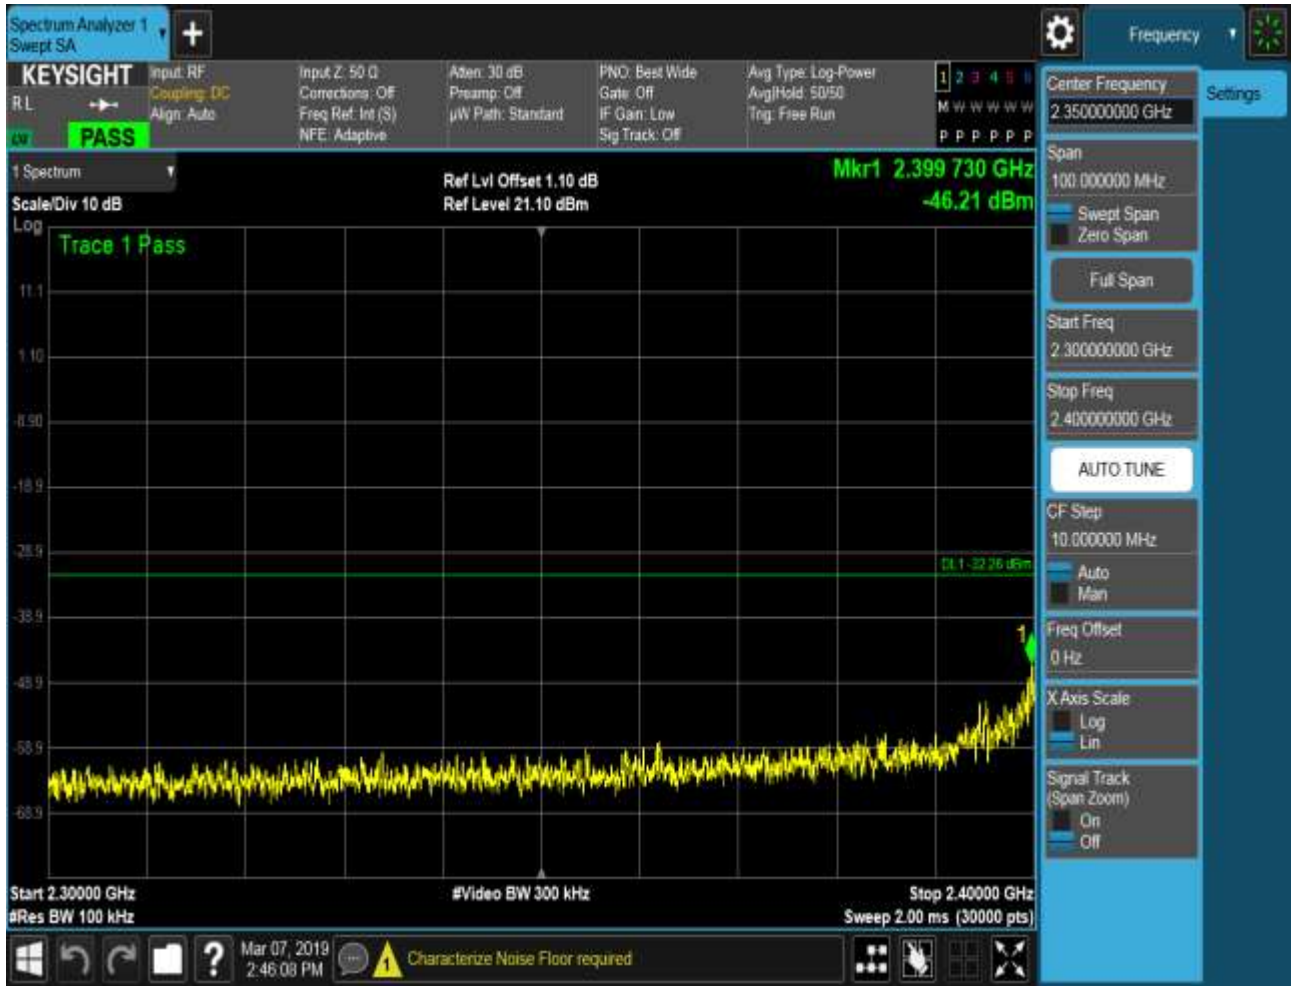 Spectrum Analyzer 1
Swept SA
+
Frequency
KEYSIGHT
R L
LW
PASS
Input: RF
Coupling: DC
Align: Auto
Input Z: 50 Ω
Corrections: Off
Freq Ref: Int (S)
NFE: Adaptive
Atten: 30 dB
Preamp: Off
µW Path: Standard
PNO: Best Wide
Gate: Off
IF Gain: Low
Sig Track: Off
Avg Type: Log-Power
Avg|Hold: 50/50
Trig: Free Run
1 2 3 4 5 6
M W W W W W
P P P P P P
1 Spectrum
Scale/Div 10 dB
Ref Lvl Offset 1.10 dB
Ref Level 21.10 dBm
Mkr1 2.399 730 GHz
-46.21 dBm
Log
Trace 1 Pass
11.1
1.10
-8.90
-18.9
-28.9
-38.9
-48.9
-58.9
-68.9
DL1 -32.26 dBm
1
Start 2.30000 GHz
#Res BW 100 kHz
#Video BW 300 kHz
Stop 2.40000 GHz
Sweep 2.00 ms (30000 pts)
Center Frequency
2.350000000 GHz
Settings
Span
100.000000 MHz
Swept Span
Zero Span
Full Span
Start Freq
2.300000000 GHz
Stop Freq
2.400000000 GHz
AUTO TUNE
CF Step
10.000000 MHz
Auto
Man
Freq Offset
0 Hz
X Axis Scale
Log
Lin
Signal Track
(Span Zoom)
On
Off
?
Mar 07, 2019
2:46:08 PM
1
Characterize Noise Floor required